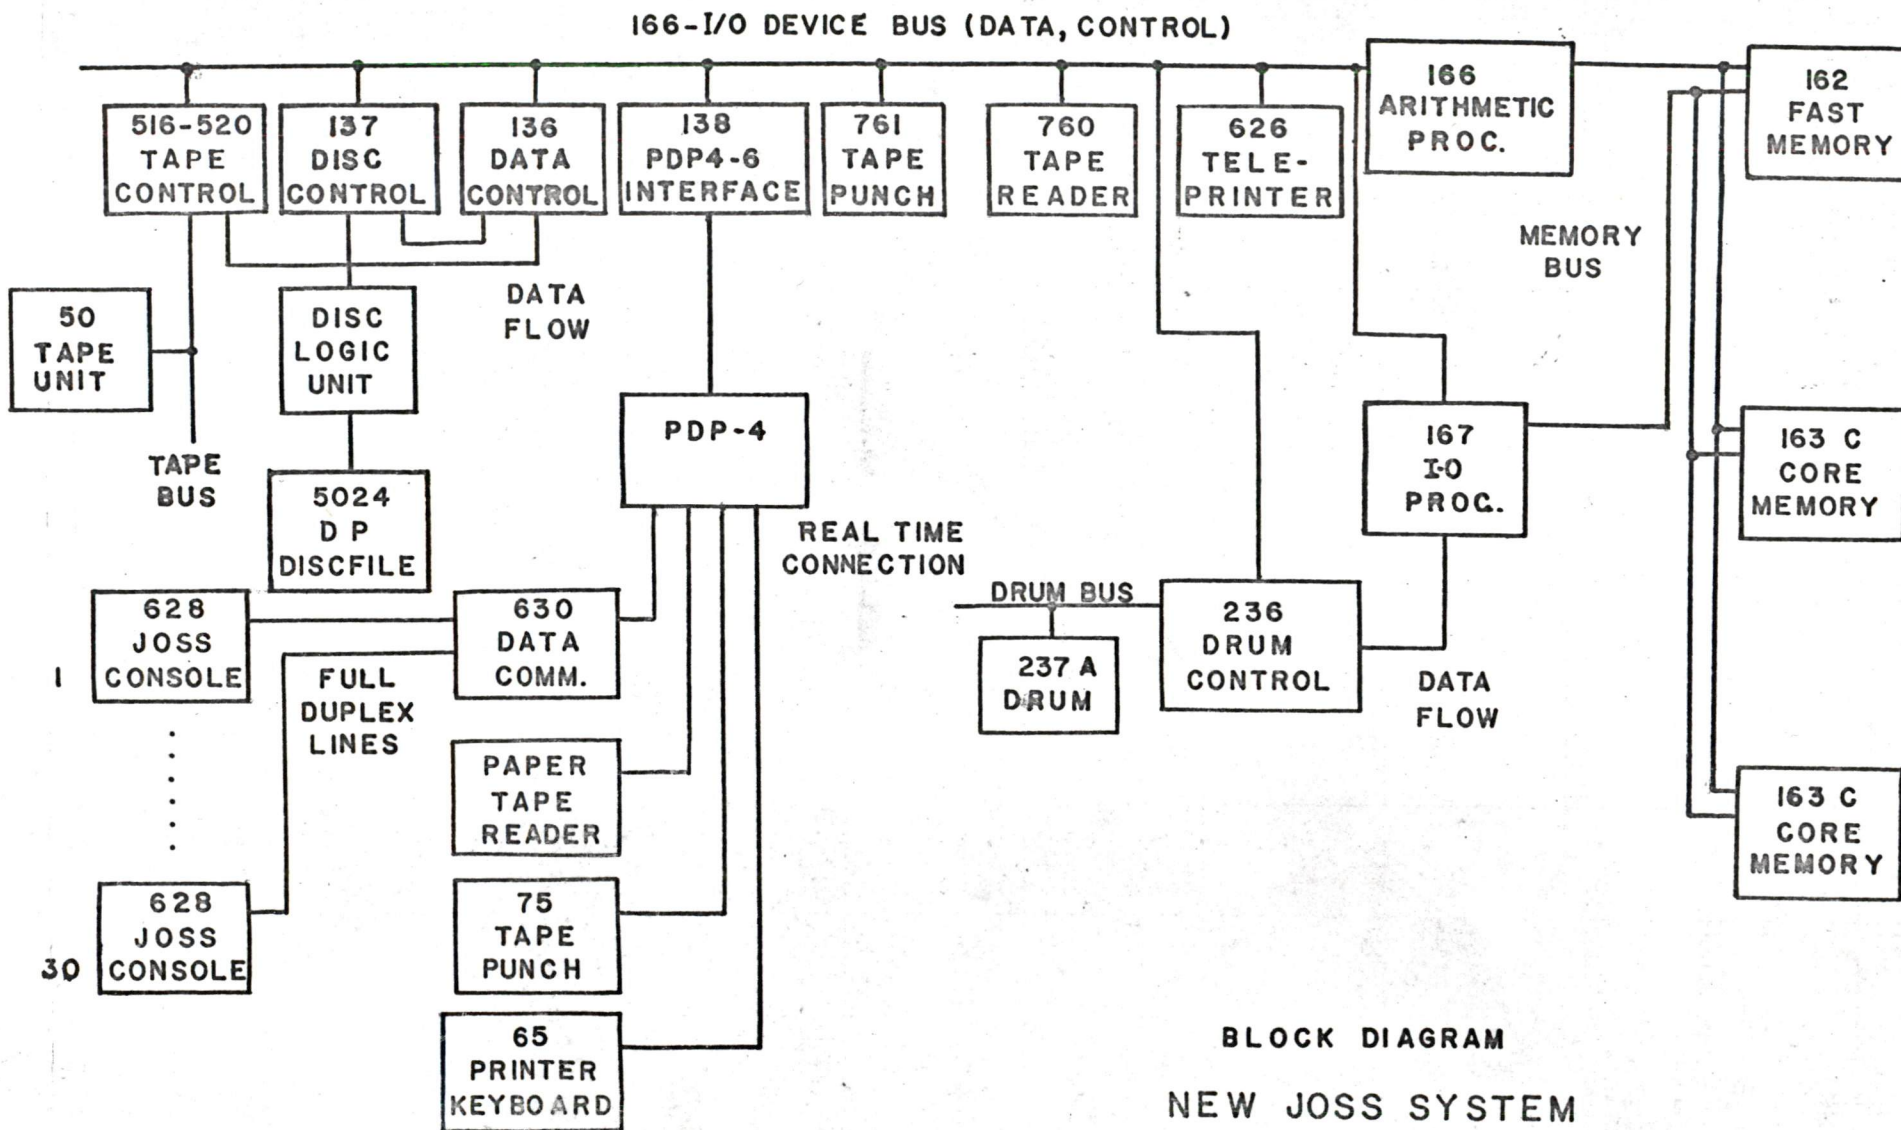 166-I/O DEVICE BUS (DATA, CONTROL)
516-520
TAPE
CONTROL
137
DISC
CONTROL
136
DATA
CONTROL
138
PDP4-6
INTERFACE
761
TAPE
PUNCH
760
TAPE
READER
626
TELE-
PRINTER
166
ARITHMETIC
PROC.
162
FAST
MEMORY
MEMORY
BUS
50
TAPE
UNIT
DISC
LOGIC
UNIT
DATA
FLOW
TAPE
BUS
5024
D P
DISCFILE
PDP-4
REAL TIME
CONNECTION
167
I-O
PROC.
163 C
CORE
MEMORY
628
JOSS
CONSOLE
1
FULL
DUPLEX
LINES
630
DATA
COMM.
DRUM BUS
237 A
DRUM
236
DRUM
CONTROL
DATA
FLOW
PAPER
TAPE
READER
163 C
CORE
MEMORY
628
JOSS
CONSOLE
30
75
TAPE
PUNCH
65
PRINTER
KEYBOARD
BLOCK DIAGRAM
NEW JOSS SYSTEM